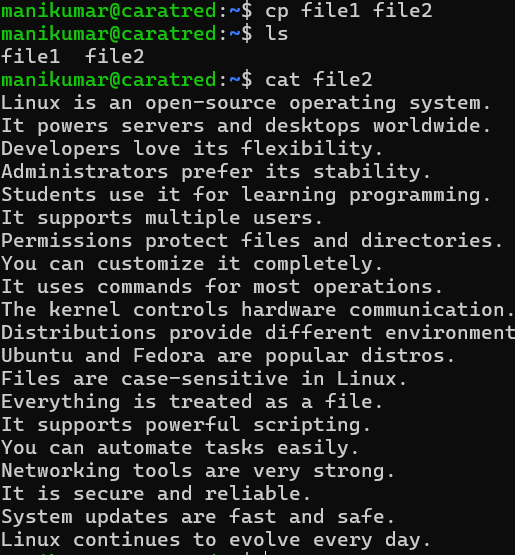 manikumar@caratred:~$ cp file1 file2
manikumar@caratred:~$ ls
file1  file2
manikumar@caratred:~$ cat file2
Linux is an open-source operating system.
It powers servers and desktops worldwide.
Developers love its flexibility.
Administrators prefer its stability.
Students use it for learning programming.
It supports multiple users.
Permissions protect files and directories.
You can customize it completely.
It uses commands for most operations.
The kernel controls hardware communication.
Distributions provide different environment
Ubuntu and Fedora are popular distros.
Files are case-sensitive in Linux.
Everything is treated as a file.
It supports powerful scripting.
You can automate tasks easily.
Networking tools are very strong.
It is secure and reliable.
System updates are fast and safe.
Linux continues to evolve every day.